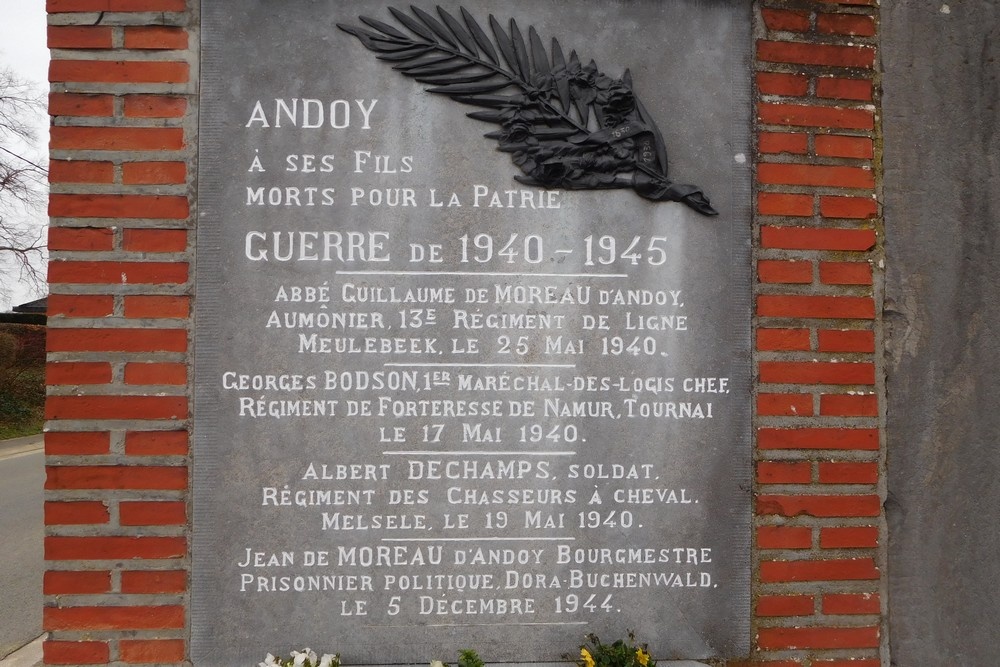 ANDOY
À SES FILS
MORTS POUR LA PATRIE
GUERRE DE 1940 - 1945
ABBÉ GUILLAUME DE MOREAU D'ANDOY,
AUMÔNIER, 13E RÉGIMENT DE LIGNE
MEULEBEEK, LE 25 MAI 1940.
GEORGES BODSON, 1ER MARÉCHAL-DES-LOGIS CHEF,
RÉGIMENT DE FORTERESSE DE NAMUR, TOURNAI
LE 17 MAI 1940.
ALBERT DECHAMPS, SOLDAT,
RÉGIMENT DES CHASSEURS À CHEVAL.
MELSELE, LE 19 MAI 1940.
JEAN DE MOREAU D'ANDOY BOURGMESTRE
PRISONNIER POLITIQUE, DORA-BUCHENWALD,
LE 5 DÉCEMBRE 1944.